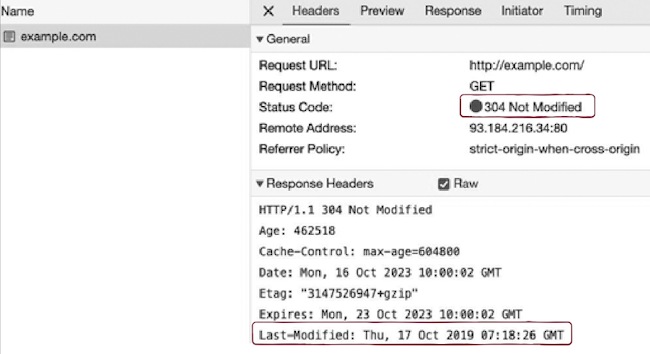 Name
Headers Preview Response Initiator Timing
example.com
General
Request URL: http://example.com/
Request Method: GET
Status Code: 304 Not Modified
Remote Address: 93.184.216.34:80
Referrer Policy: strict-origin-when-cross-origin
Response Headers Raw
HTTP/1.1 304 Not Modified
Age: 462518
Cache-Control: max-age=604800
Date: Mon, 16 Oct 2023 10:00:02 GMT
Etag: "3147526947+gzip"
Expires: Mon, 23 Oct 2023 10:00:02 GMT
Last-Modified: Thu, 17 Oct 2019 07:18:26 GMT